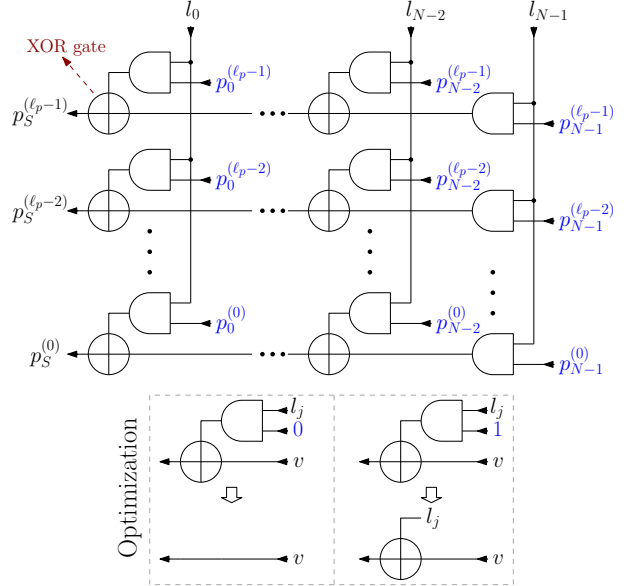 l_0 l_{N-2} l_{N-1}
XOR gate
p_0^{(ℓ_p-1)} p_{N-2}^{(ℓ_p-1)}
p_S^{(ℓ_p-1)} p_{N-1}^{(ℓ_p-1)}
p_0^{(ℓ_p-2)} p_{N-2}^{(ℓ_p-2)}
p_S^{(ℓ_p-2)} p_{N-1}^{(ℓ_p-2)}
p_0^{(0)} p_{N-2}^{(0)}
p_S^{(0)} p_{N-1}^{(0)}
Optimization
l_j l_j
0 1
v v
l_j
v v